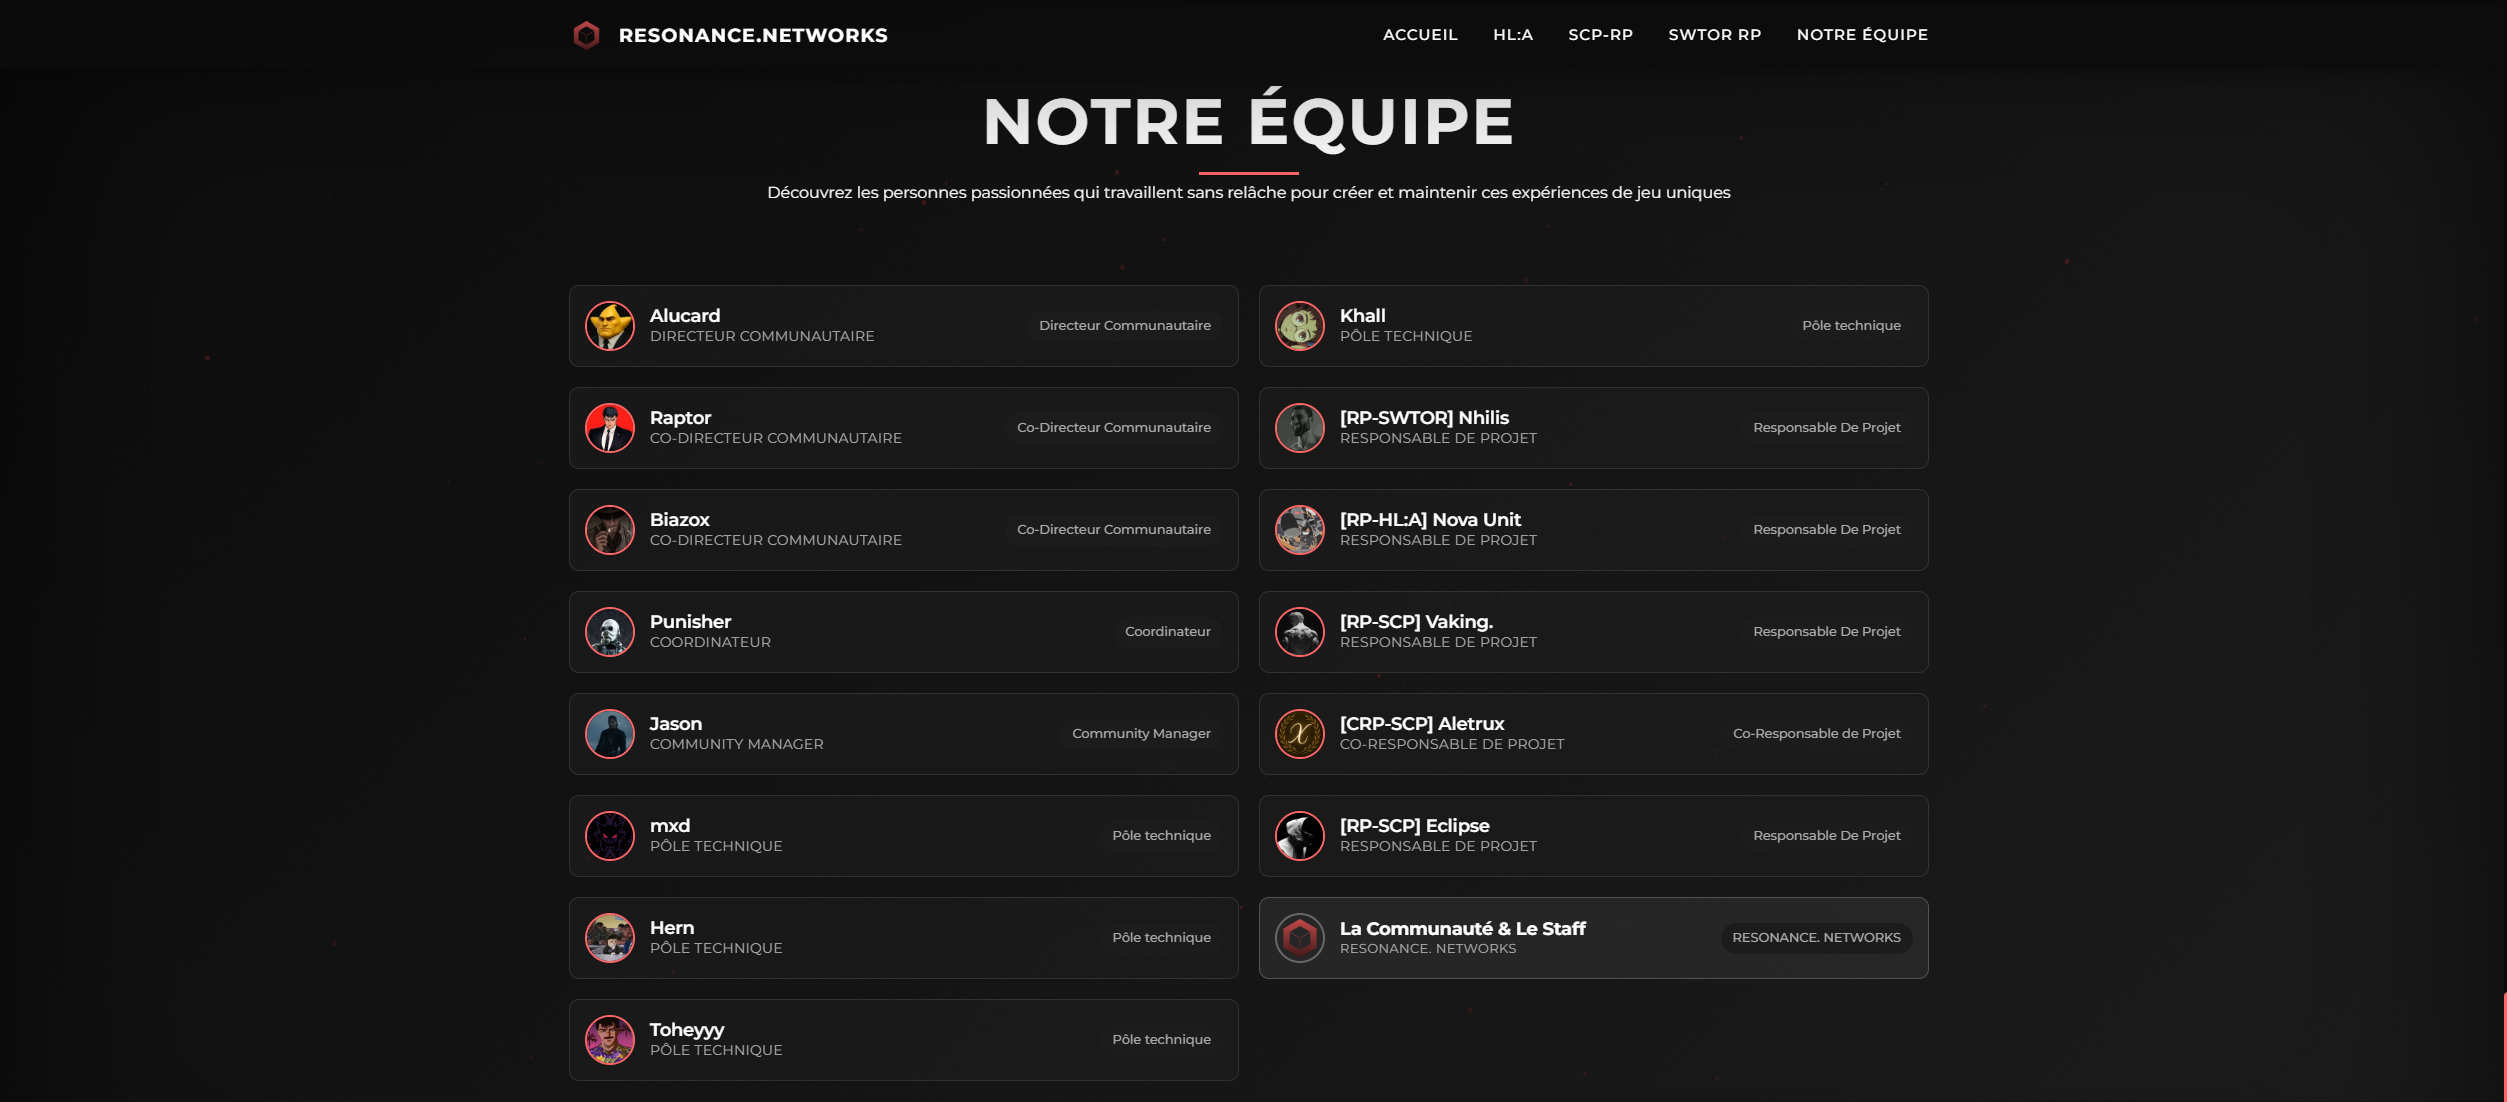 RESONANCE.NETWORKS
ACCUEIL
HL:A
SCP-RP
SWTOR RP
NOTRE ÉQUIPE
NOTRE ÉQUIPE
Découvrez les personnes passionnées qui travaillent sans relâche pour créer et maintenir ces expériences de jeu uniques
Alucard
DIRECTEUR COMMUNAUTAIRE
Directeur Communautaire
Raptor
CO-DIRECTEUR COMMUNAUTAIRE
Co-Directeur Communautaire
Biazox
CO-DIRECTEUR COMMUNAUTAIRE
Co-Directeur Communautaire
Punisher
COORDINATEUR
Coordinateur
Jason
COMMUNITY MANAGER
Community Manager
mxd
PÔLE TECHNIQUE
Pôle technique
Hern
PÔLE TECHNIQUE
Pôle technique
Toheyyy
PÔLE TECHNIQUE
Pôle technique
Khall
PÔLE TECHNIQUE
Pôle technique
[RP-SWTOR] Nhilis
RESPONSABLE DE PROJET
Responsable De Projet
[RP-HL:A] Nova Unit
RESPONSABLE DE PROJET
Responsable De Projet
[RP-SCP] Vaking.
RESPONSABLE DE PROJET
Responsable De Projet
[CRP-SCP] Aletrux
CO-RESPONSABLE DE PROJET
Co-Responsable de Projet
[RP-SCP] Eclipse
RESPONSABLE DE PROJET
Responsable De Projet
La Communauté & Le Staff
RESONANCE. NETWORKS
RESONANCE. NETWORKS